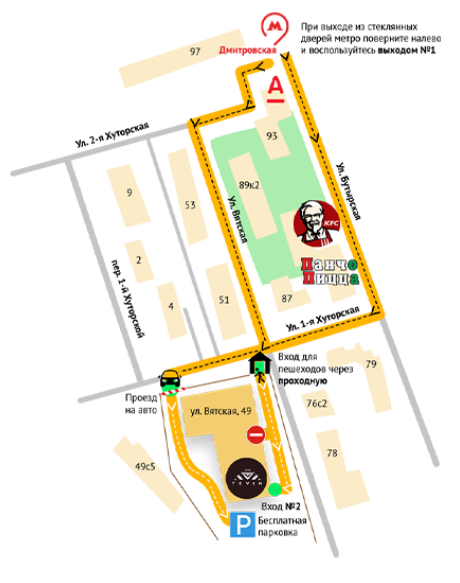 При выходе из стеклянных
дверей метро поверните налево
и воспользуйтесь выходом №1
М
Дмитровская
97
А
Ул. 2-я Хуторская
93
89к2
9
53
ул. Вятская
Ул. Бутырская
KFC
2
пер. 1-й Хуторской
Панчо
Пицца
4
51
87
Ул. 1-я Хуторская
Вход для
пешеходов через
проходную
79
Проезд
на авто
76с2
ул. Вятская, 49
78
49с5
Вход №2
P
Бесплатная
парковка